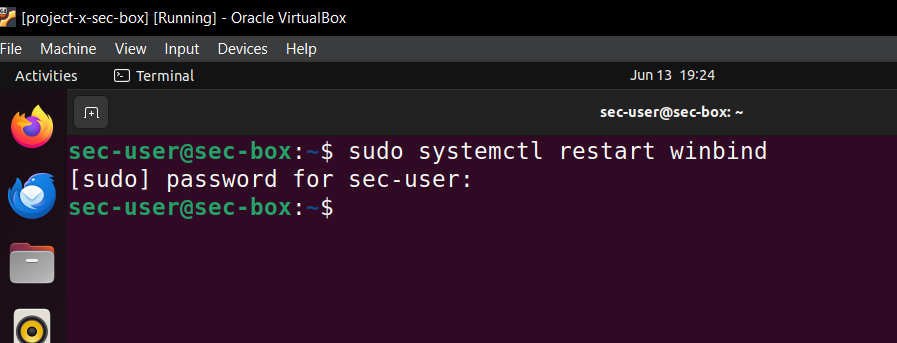 [project-x-sec-box] [Running] - Oracle VirtualBox
File Machine View Input Devices Help
Activities Terminal Jun 13 19:24
sec-user@sec-box: ~
sec-user@sec-box:~$ sudo systemctl restart winbind
[sudo] password for sec-user:
sec-user@sec-box:~$